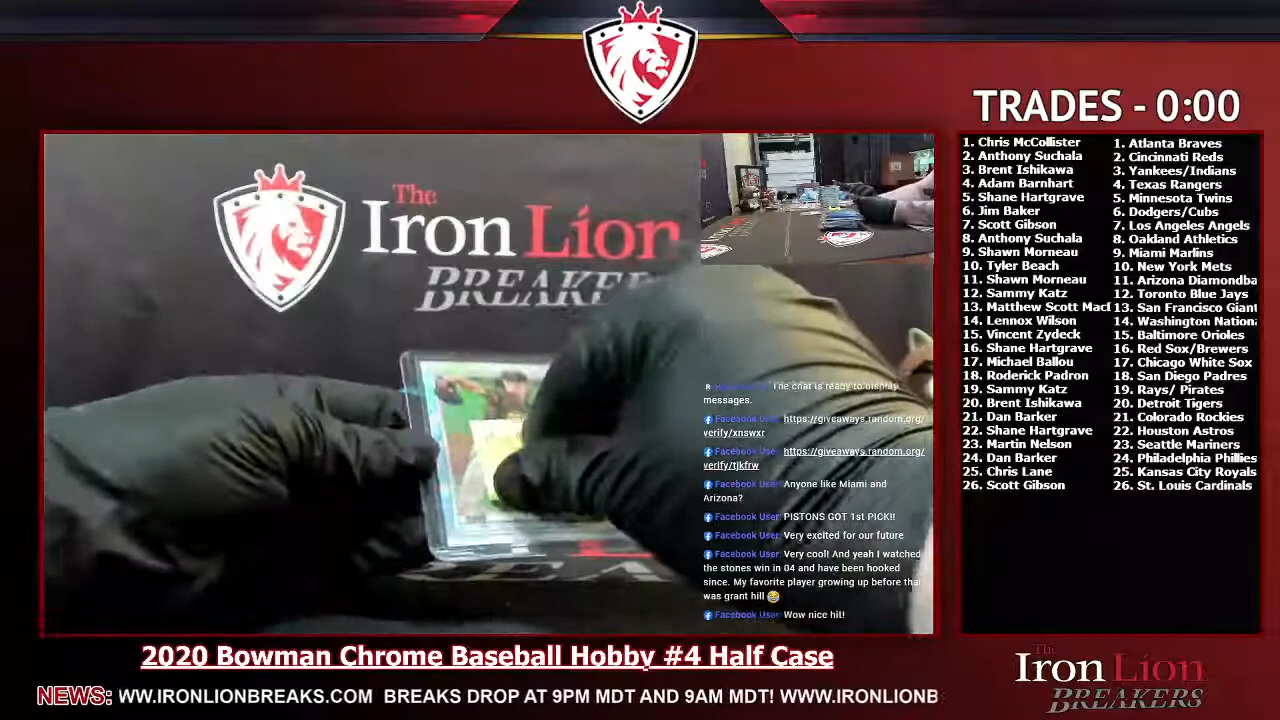 TRADES - 0:00
The
Iron Lion
BREAKE
1. Chris McCollister 1. Atlanta Braves
2. Anthony Suchala 2. Cincinnati Reds
3. Brent Ishikawa 3. Yankees/Indians
4. Adam Barnhart 4. Texas Rangers
5. Shane Hartgrave 5. Minnesota Twins
6. Jim Baker 6. Dodgers/Cubs
7. Scott Gibson 7. Los Angeles Angels
8. Anthony Suchala 8. Oakland Athletics
9. Shawn Morneau 9. Miami Marlins
10. Tyler Beach 10. New York Mets
11. Shawn Morneau 11. Arizona Diamondba
12. Sammy Katz 12. Toronto Blue Jays
13. Matthew Scott Macl 13. San Francisco Giant
14. Lennox Wilson 14. Washington Nationa
15. Vincent Zydeck 15. Baltimore Orioles
16. Shane Hartgrave 16. Red Sox/Brewers
17. Michael Ballou 17. Chicago White Sox
18. Roderick Padron 18. San Diego Padres
19. Sammy Katz 19. Rays/ Pirates
20. Brent Ishikawa 20. Detroit Tigers
21. Dan Barker 21. Colorado Rockies
22. Shane Hartgrave 22. Houston Astros
23. Martin Nelson 23. Seattle Mariners
24. Dan Barker 24. Philadelphia Phillies
25. Chris Lane 25. Kansas City Royals
26. Scott Gibson 26. St. Louis Cardinals
The chat is ready to display
messages.
Facebook User: https://giveaways.random.org/
verify/xnswxr
Facebook User: https://giveaways.random.org/
verify/tjkfrw
Facebook User: Anyone like Miami and
Arizona?
Facebook User: PISTONS GOT 1st PICK!!
Facebook User: Very excited for our future
Facebook User: Very cool! And yeah I watched
the stones win in 04 and have been hooked
since. My favorite player growing up before that
was grant hill 😂
Facebook User: Wow nice hit!
2020 Bowman Chrome Baseball Hobby #4 Half Case
NEWS: WW.IRONLIONBREAKS.COM BREAKS DROP AT 9PM MDT AND 9AM MDT! WWW.IRONLIONB
The
Iron Lion
BREAKERS